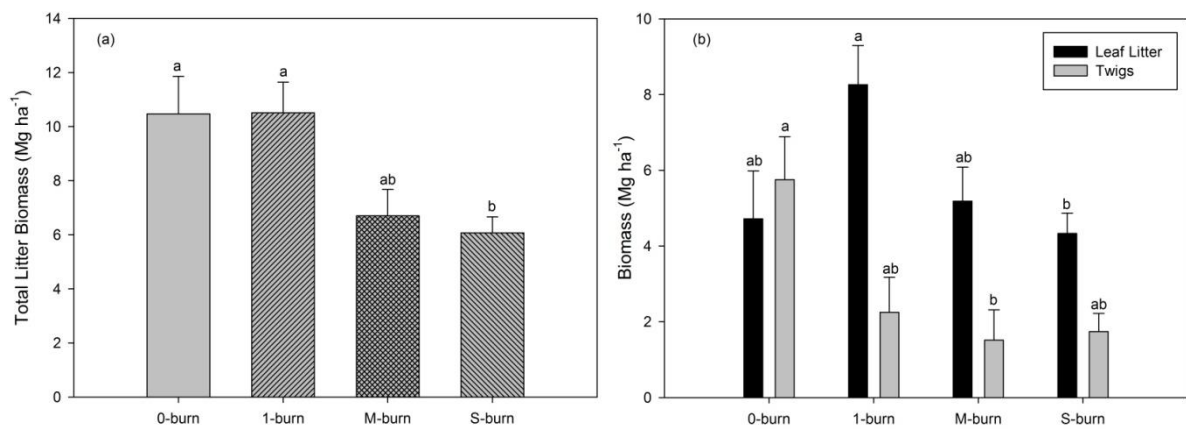 (a)
Total Litter Biomass (Mg ha⁻¹)
14
12
10
8
6
4
2
0
a
a
ab
b
0-burn
1-burn
M-burn
S-burn
(b)
Leaf Litter
Twigs
Biomass (Mg ha⁻¹)
10
8
6
4
2
0
ab
a
a
ab
ab
b
b
ab
0-burn
1-burn
M-burn
S-burn